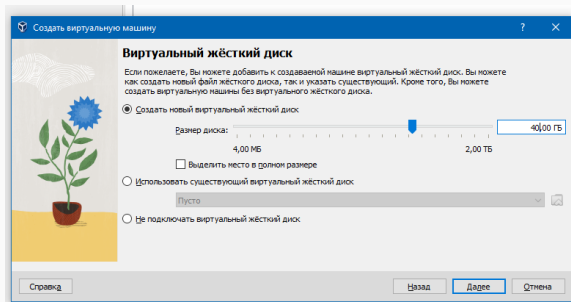 Создать виртуальную машину
Виртуальный жёсткий диск
Если пожелаете, Вы можете добавить к создаваемой машине виртуальный жёсткий диск. Вы можете
как создать новый файл жёсткого диска, так и указать существующий. Кроме того, Вы можете
создать виртуальную машины без виртуального жёсткого диска.
Создать новый виртуальный жёсткий диск
Размер диска:
40,00 ГБ
4,00 МБ 2,00 ТБ
Выделить место в полном размере
Использовать существующий виртуальный жёсткий диск
Пусто
Не подключать виртуальный жёсткий диск
Справка Назад Далее Отмена